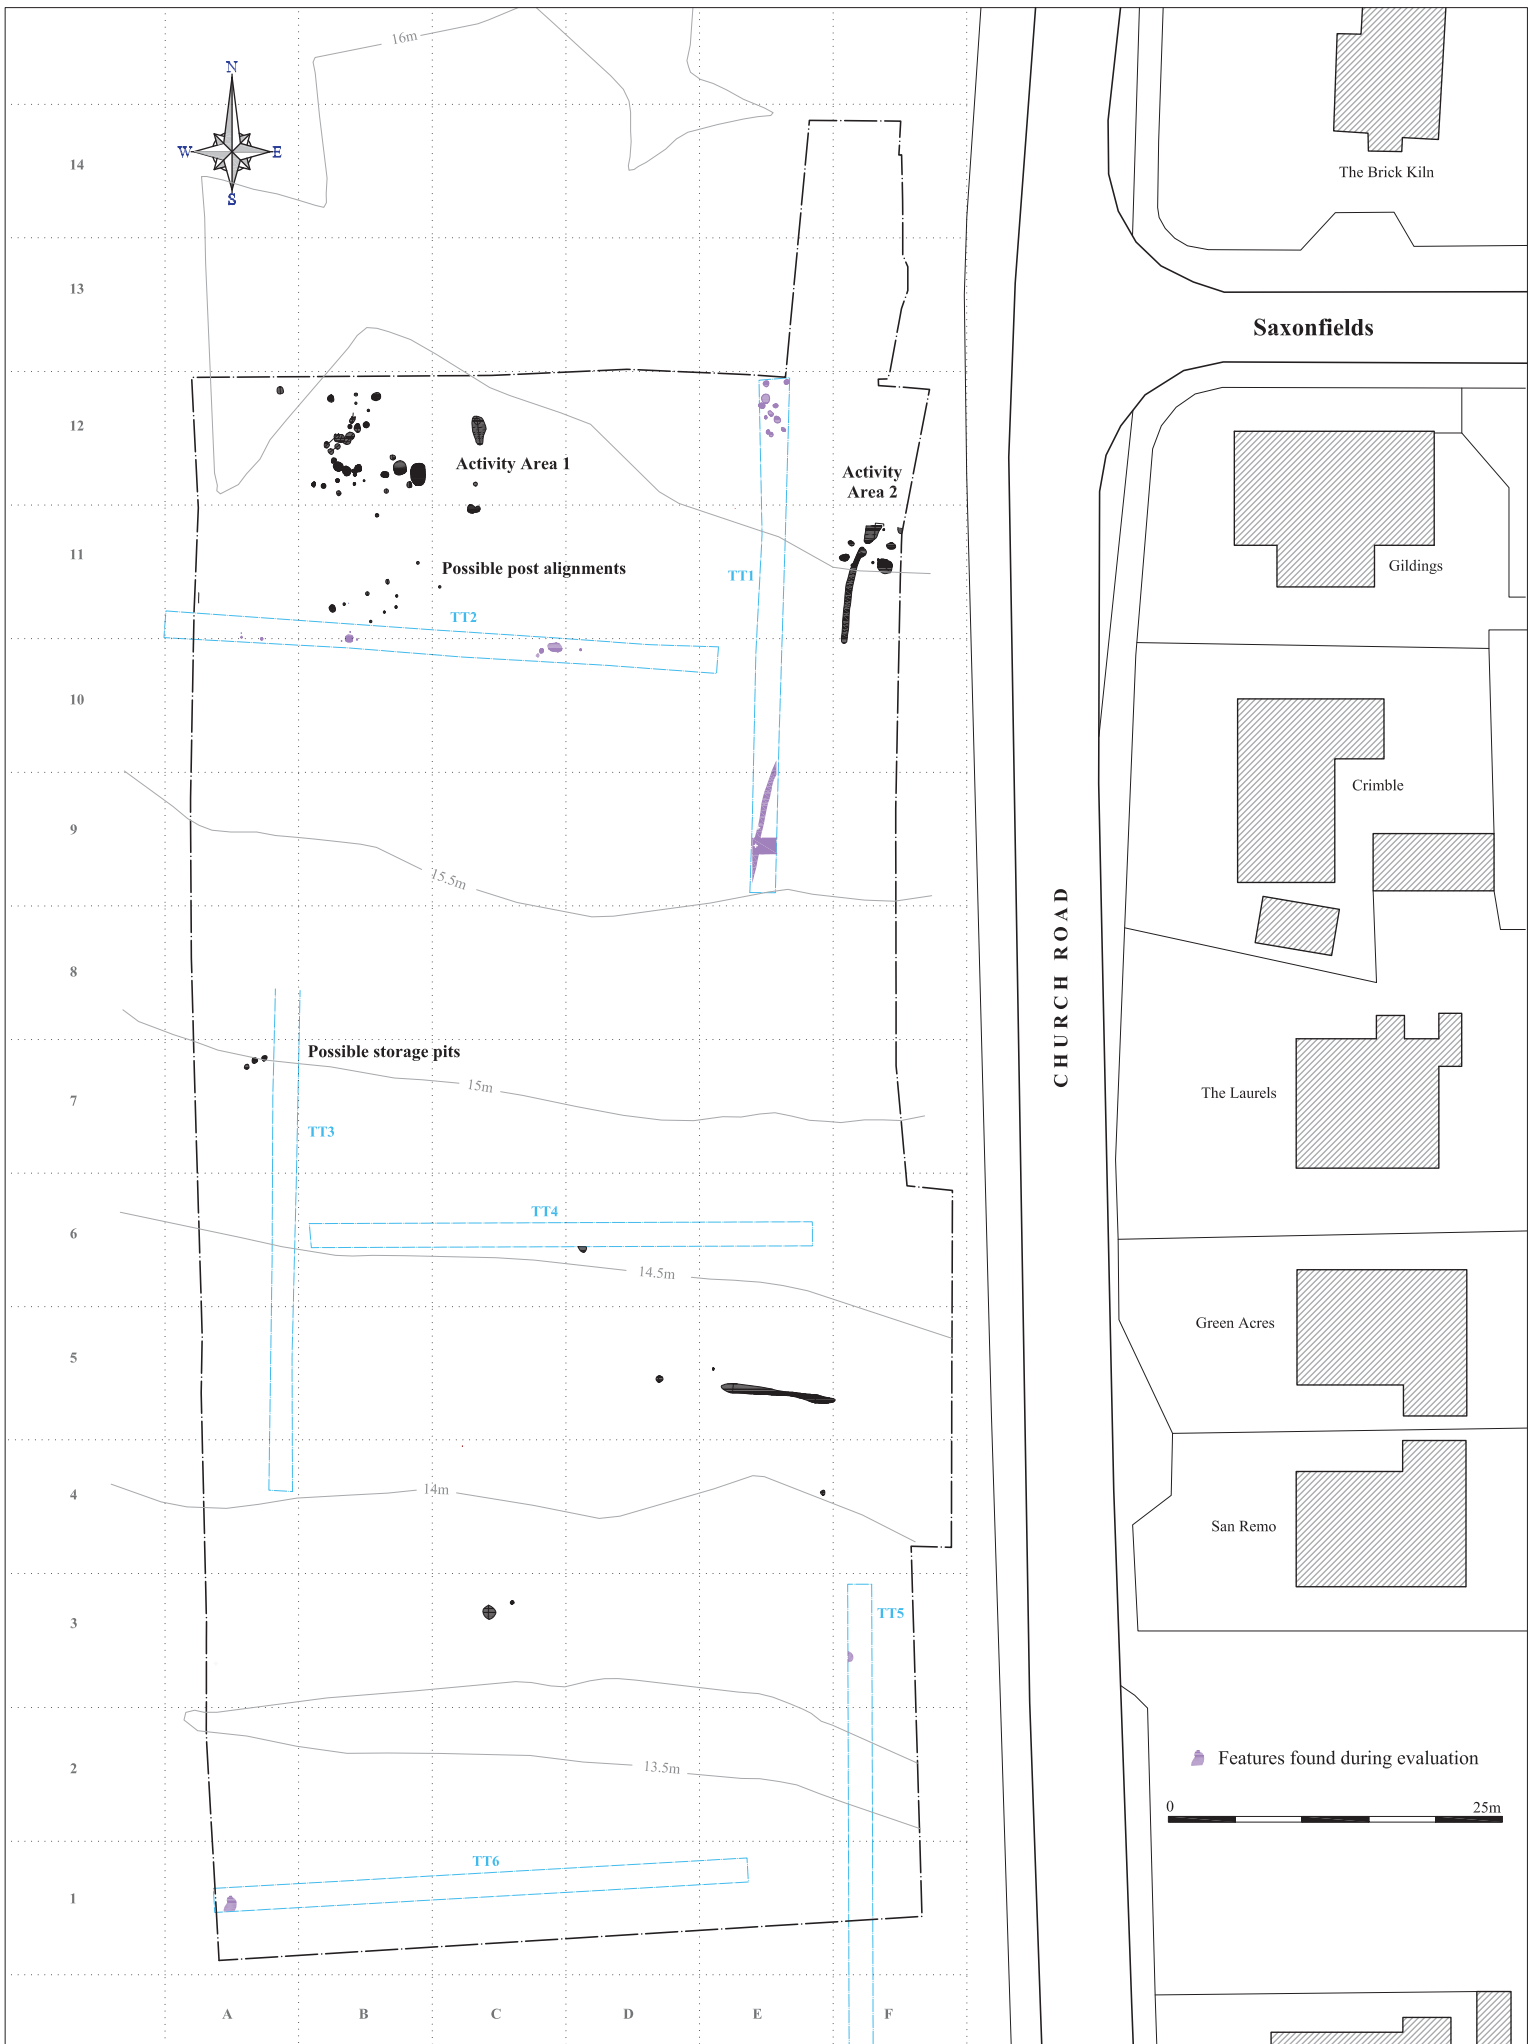 16m
N
W E
S
14
The Brick Kiln
13
Saxonfields
12
Activity Area 1
Activity
Area 2
11
Possible post alignments
TT1
Gildings
TT2
10
Crimble
9
15.5m
CHURCH ROAD
8
Possible storage pits
15m
7
The Laurels
TT3
TT4
6
14.5m
Green Acres
5
14m
4
San Remo
3
TT5
Features found during evaluation
2
13.5m
0 25m
TT6
1
A B C D E F